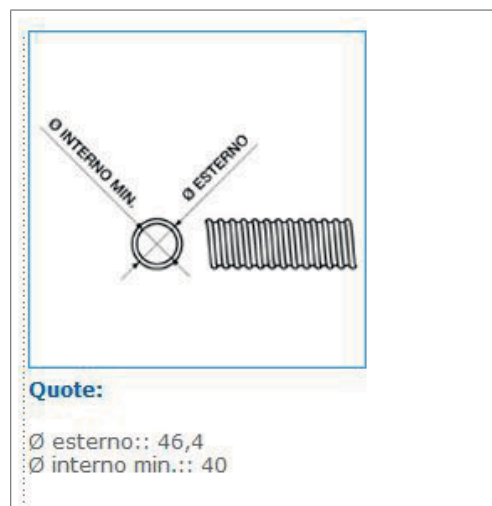 Ø INTERNO MIN.
Ø ESTERNO
Quote:
Ø esterno:: 46,4
Ø interno min.:: 40